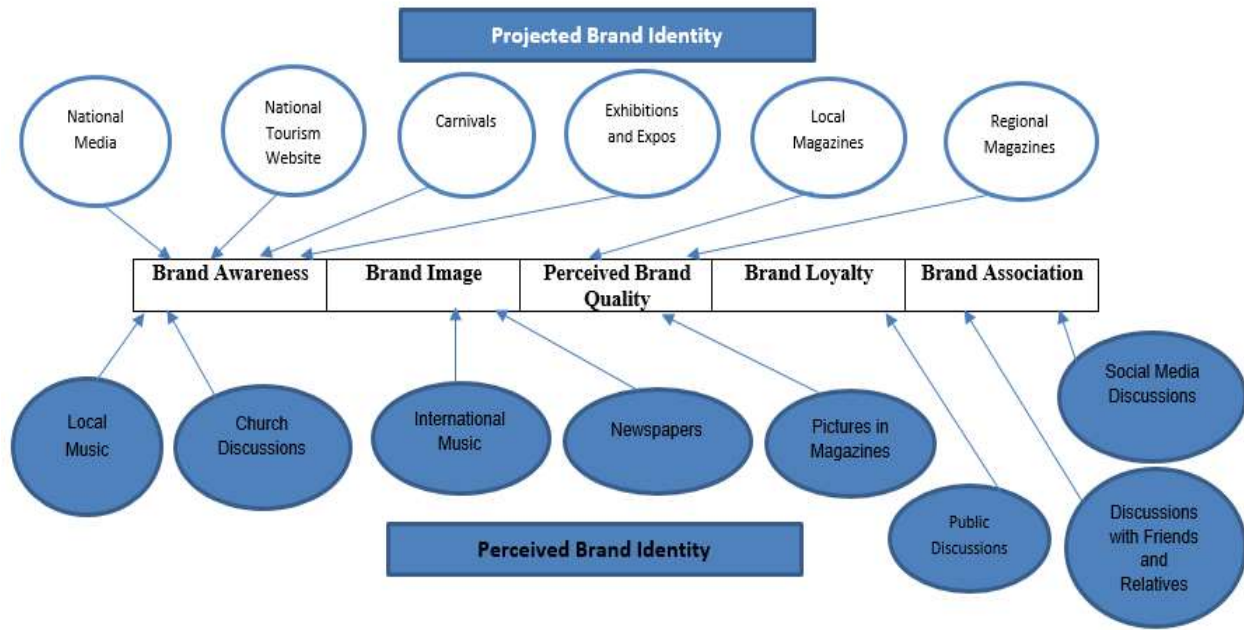 Projected Brand Identity
National
Media
National
Tourism
Website
Carnivals
Exhibitions
and Expos
Local
Magazines
Regional
Magazines
Brand Awareness
Brand Image
Perceived Brand
Quality
Brand Loyalty
Brand Association
Local
Music
Church
Discussions
International
Music
Newspapers
Pictures in
Magazines
Social Media
Discussions
Public
Discussions
Discussions
with Friends
and
Relatives
Perceived Brand Identity